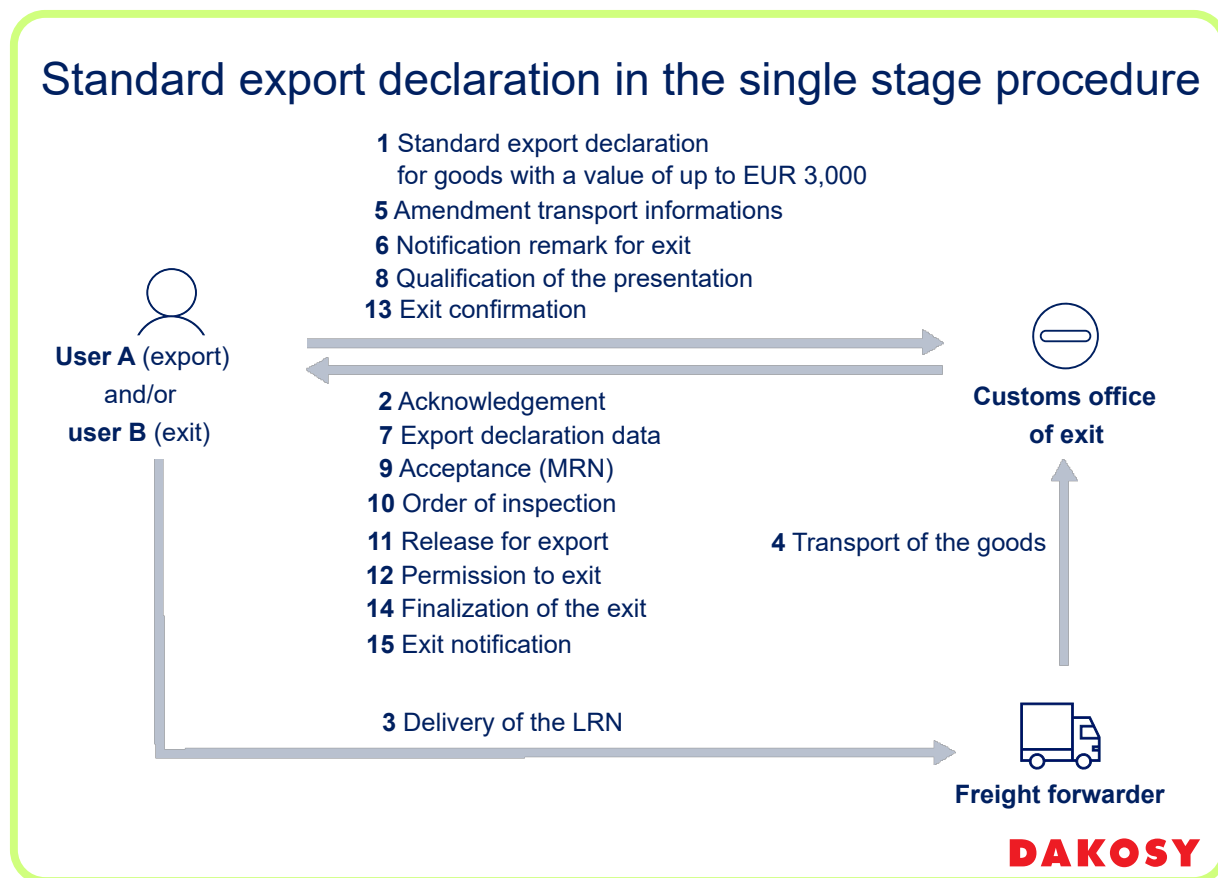 Standard export declaration in the single stage procedure
1 Standard export declaration
for goods with a value of up to EUR 3,000
5 Amendment transport informations
6 Notification remark for exit
8 Qualification of the presentation
13 Exit confirmation
User A (export)
and/or
user B (exit)
Customs office
of exit
2 Acknowledgement
7 Export declaration data
9 Acceptance (MRN)
10 Order of inspection
11 Release for export
12 Permission to exit
14 Finalization of the exit
15 Exit notification
4 Transport of the goods
3 Delivery of the LRN
Freight forwarder
DAKOSY